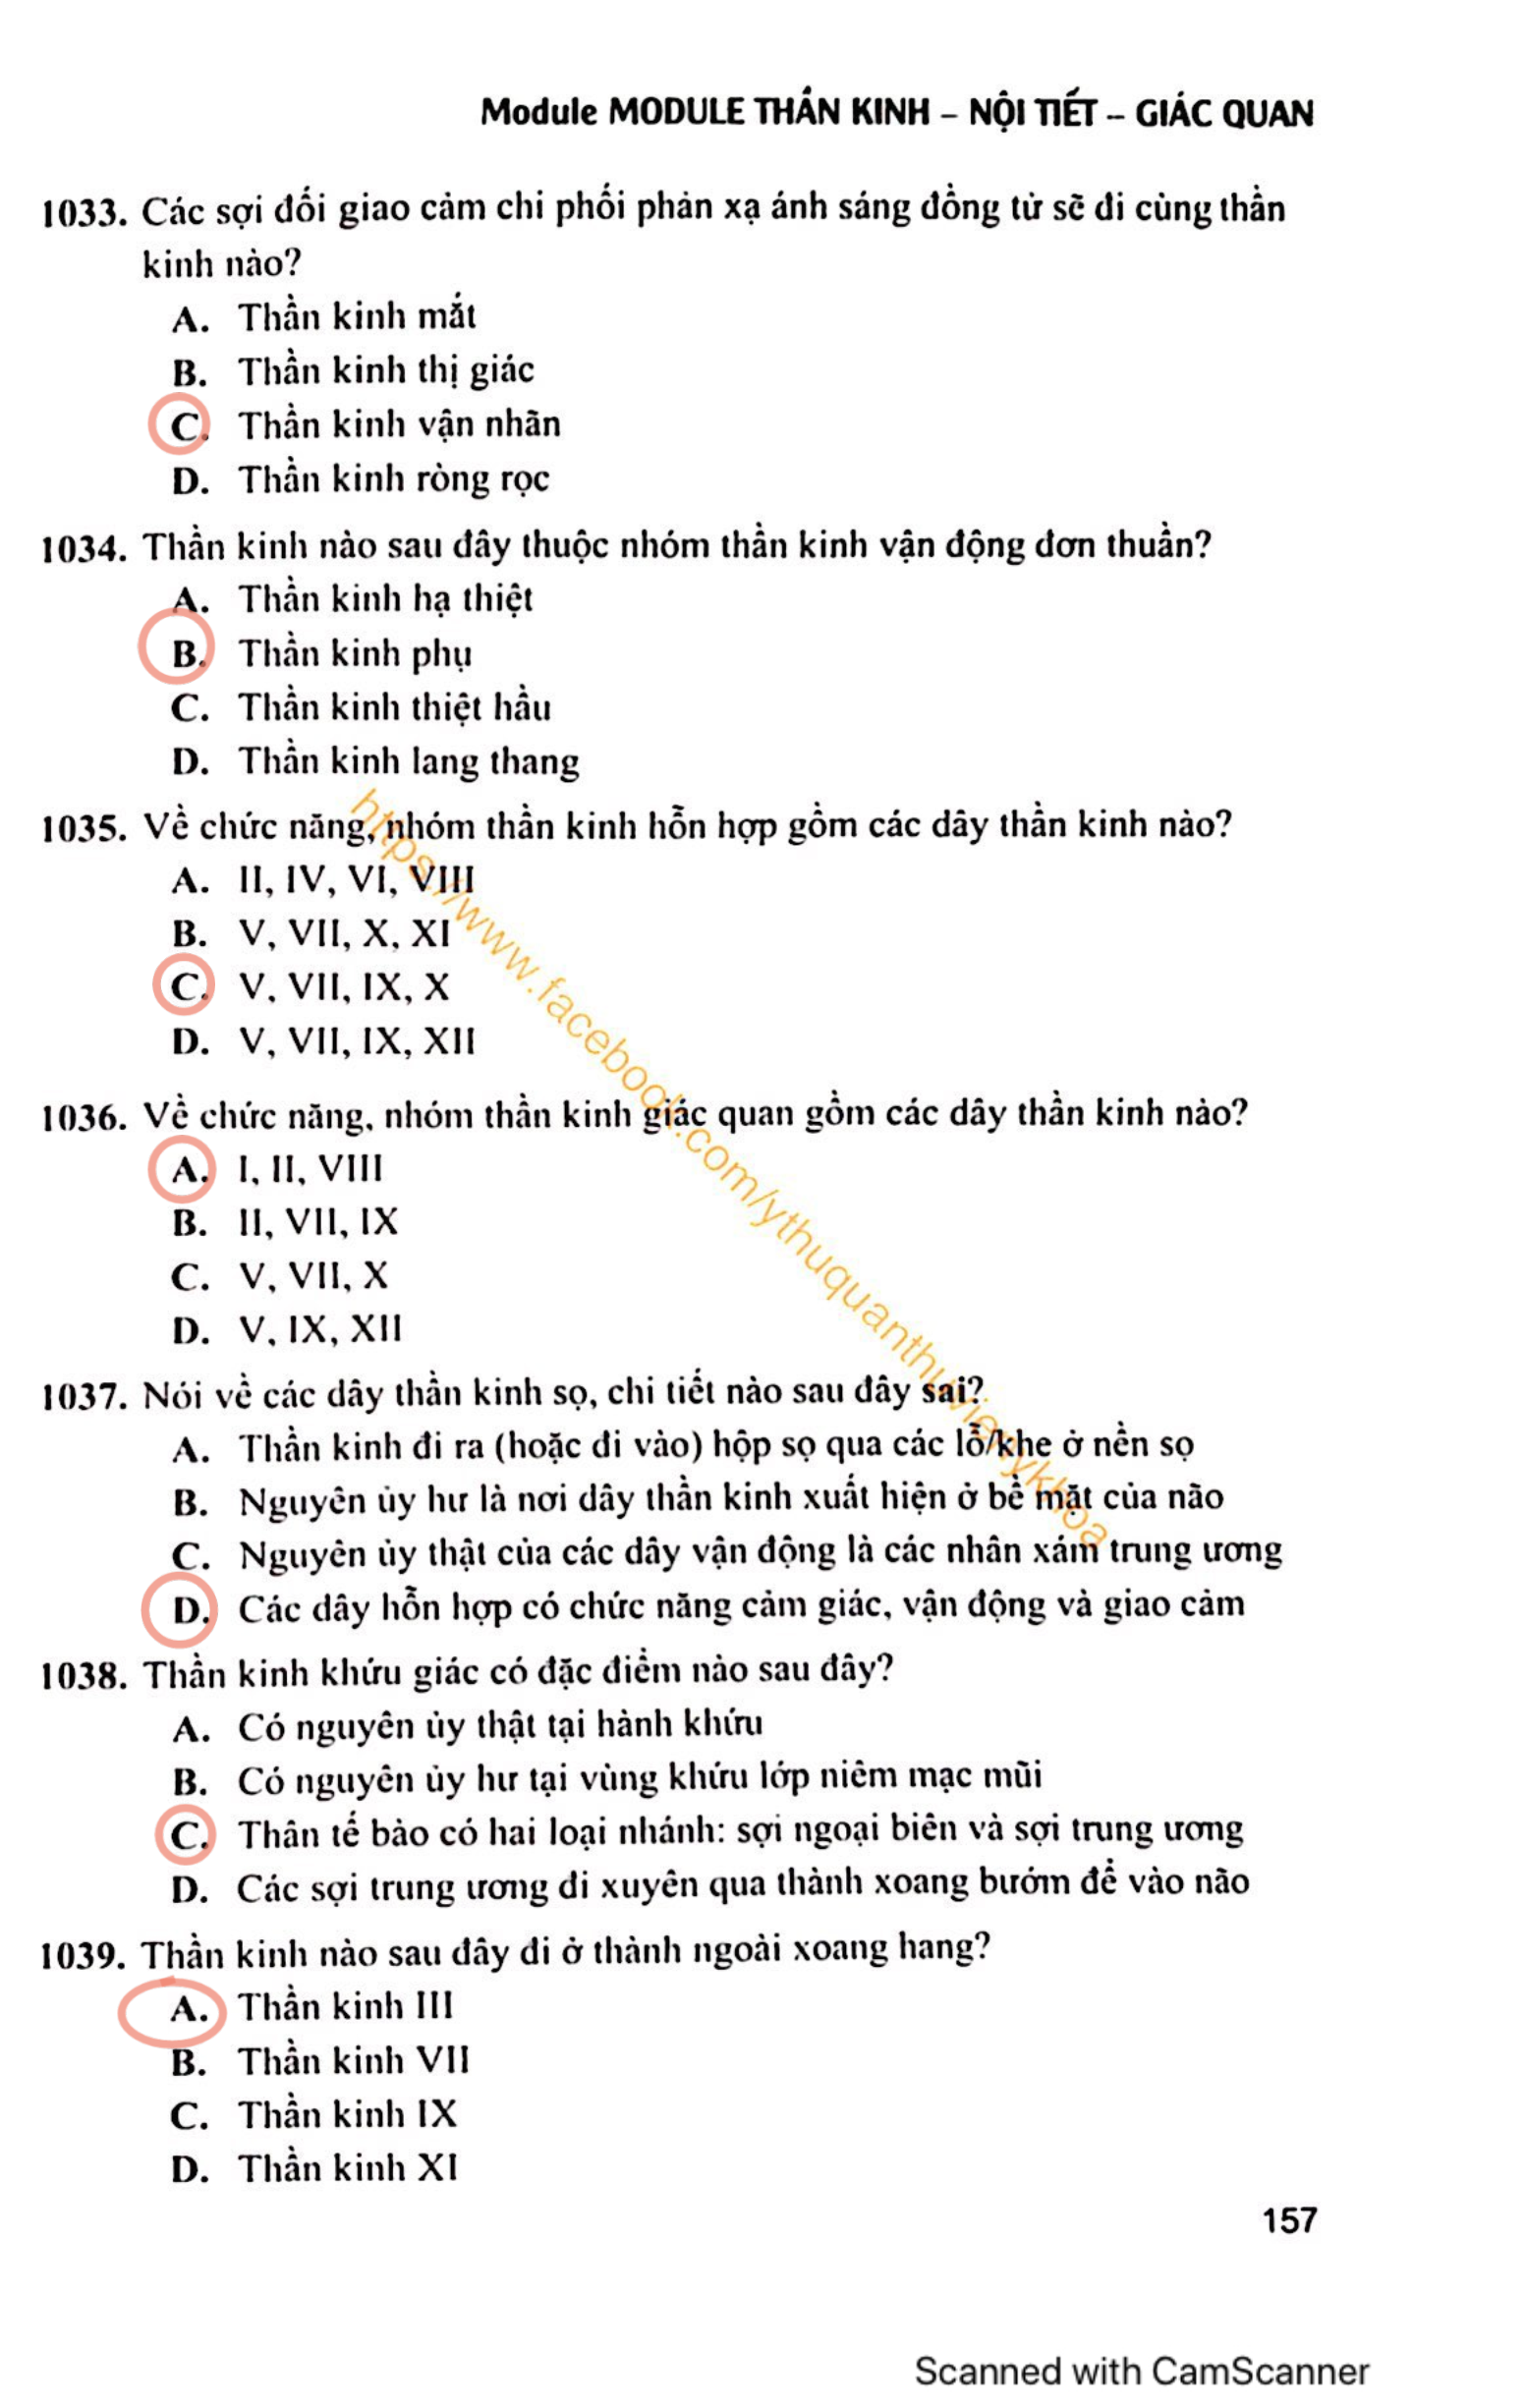 Module MODULE THẦN KINH – NỘI TIẾT – GIÁC QUAN
1033. Các sợi đối giao cảm chi phối phản xạ ánh sáng đồng tử sẽ đi cùng thần
kinh nào?
A. Thần kinh mắt
B. Thần kinh thị giác
C. Thần kinh vận nhãn
D. Thần kinh ròng rọc
1034. Thần kinh nào sau đây thuộc nhóm thần kinh vận động đơn thuần?
A. Thần kinh hạ thiệt
B. Thần kinh phụ
C. Thần kinh thiệt hầu
D. Thần kinh lang thang
1035. Về chức năng, nhóm thần kinh hỗn hợp gồm các dây thần kinh nào?
A. II, IV, VI, VIII
B. V, VII, X, XI
C. V, VII, IX, X
D. V, VII, IX, XII
1036. Về chức năng, nhóm thần kinh giác quan gồm các dây thần kinh nào?
A. I, II, VIII
B. II, VII, IX
C. V, VII, X
D. V, IX, XII
1037. Nói về các dây thần kinh sọ, chi tiết nào sau đây sai?
A. Thần kinh đi ra (hoặc đi vào) hộp sọ qua các lỗ/khe ở nền sọ
B. Nguyên ủy hư là nơi dây thần kinh xuất hiện ở bề mặt của não
C. Nguyên ủy thật của các dây vận động là các nhân xám trung ương
D. Các dây hỗn hợp có chức năng cảm giác, vận động và giao cảm
1038. Thần kinh khứu giác có đặc điểm nào sau đây?
A. Có nguyên ủy thật tại hành khứu
B. Có nguyên ủy hư tại vùng khứu lớp niêm mạc mũi
C. Thân tế bào có hai loại nhánh: sợi ngoại biên và sợi trung ương
D. Các sợi trung ương đi xuyên qua thành xoang bướm để vào não
1039. Thần kinh nào sau đây đi ở thành ngoài xoang hang?
A. Thần kinh III
B. Thần kinh VII
C. Thần kinh IX
D. Thần kinh XI
https://www.facebook.com/ythuquanthuvienykhoa
157
Scanned with CamScanner